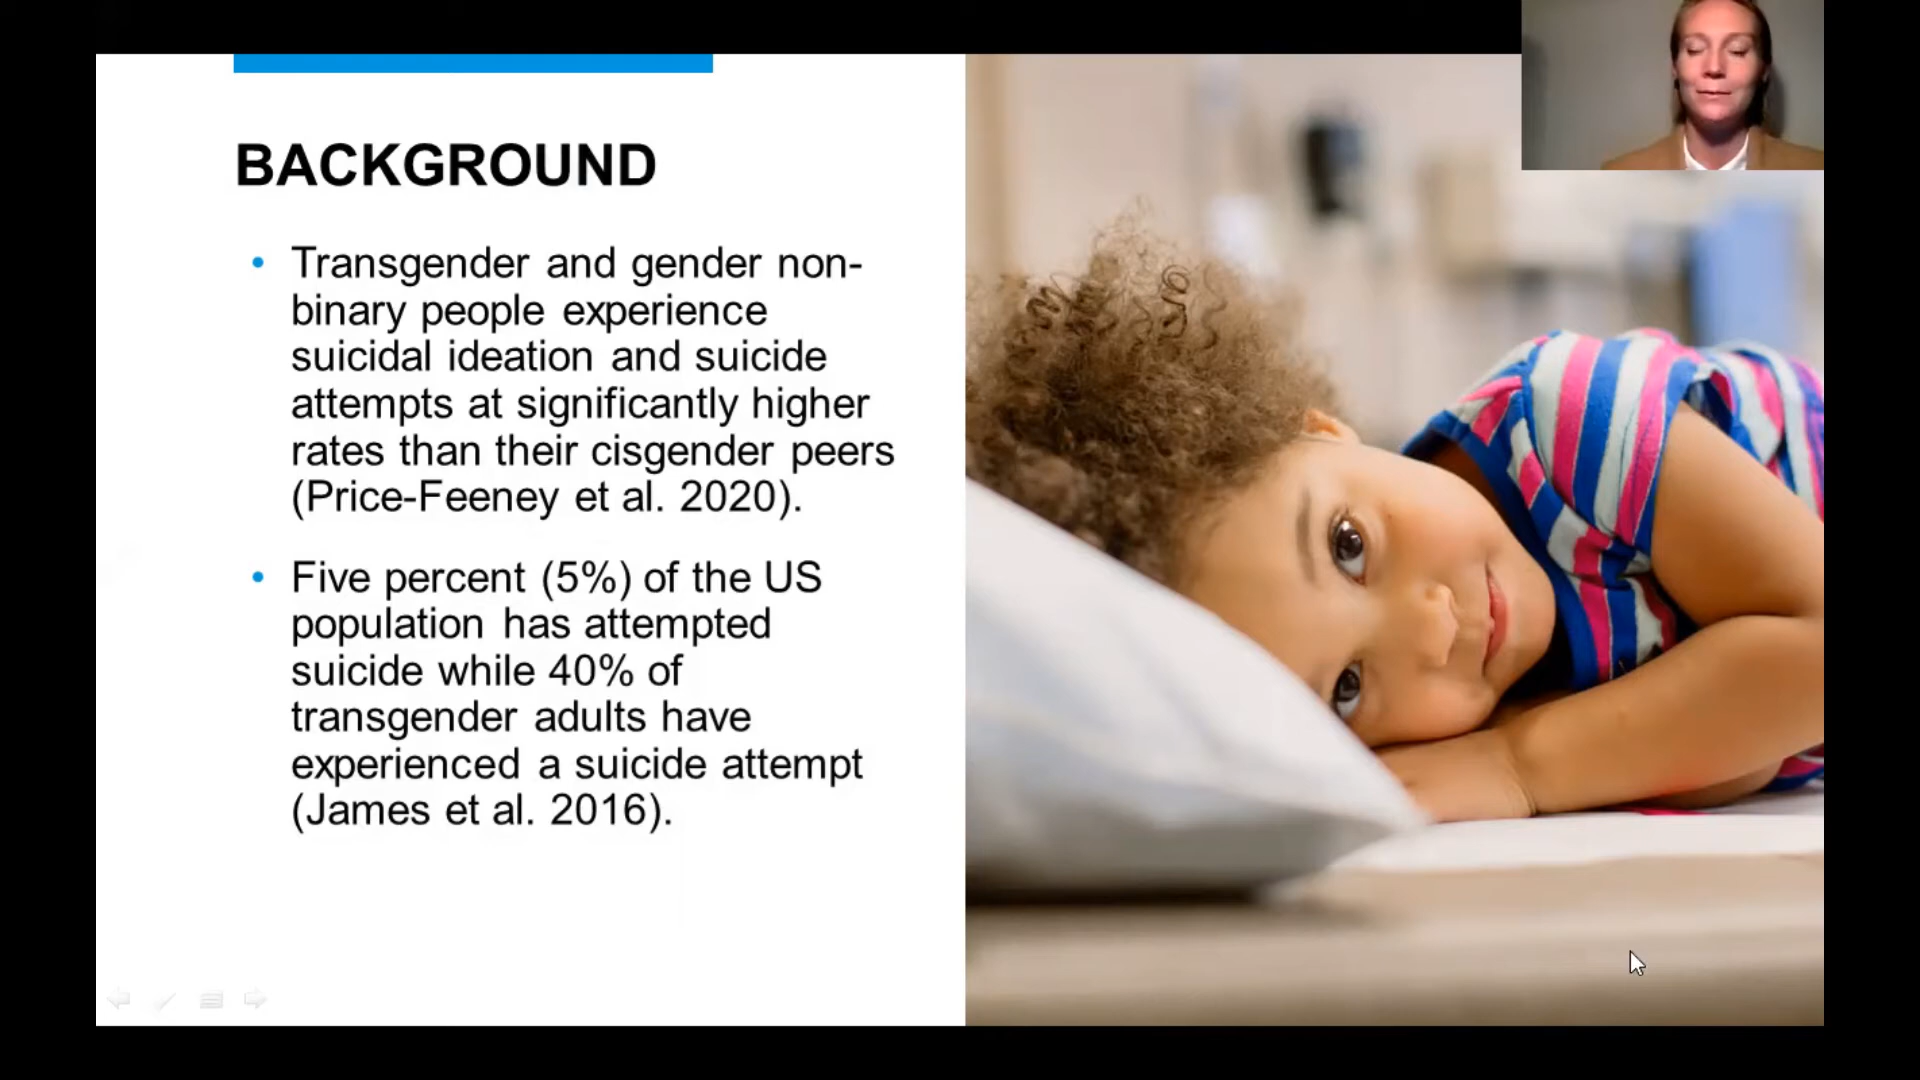 BACKGROUND
• Transgender and gender non-
binary people experience
suicidal ideation and suicide
attempts at significantly higher
rates than their cisgender peers
(Price-Feeney et al. 2020).
• Five percent (5%) of the US
population has attempted
suicide while 40% of
transgender adults have
experienced a suicide attempt
(James et al. 2016).